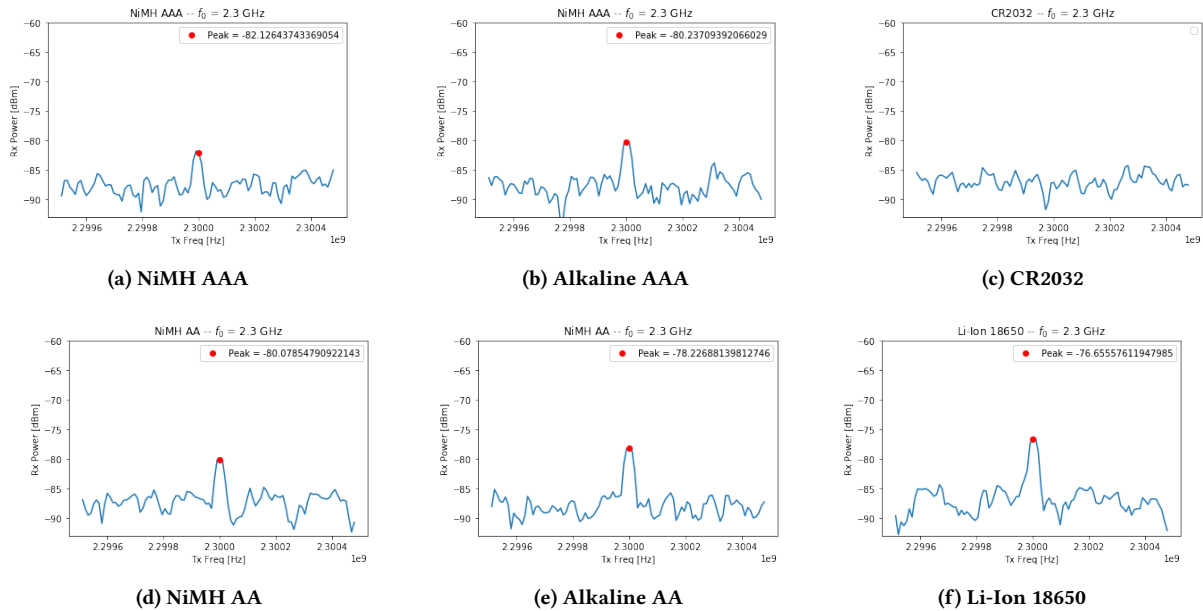 NiMH AAA -- f₀ = 2.3 GHz
Peak = -82.12643743369054
Rx Power [dBm]
−60
−65
−70
−75
−80
−85
−90
2.2996 2.2998 2.3000 2.3002 2.3004
Tx Freq [Hz]
1e9
(a) NiMH AAA
NiMH AAA -- f₀ = 2.3 GHz
Peak = -80.23709392066029
Rx Power [dBm]
−60
−65
−70
−75
−80
−85
−90
2.2996 2.2998 2.3000 2.3002 2.3004
Tx Freq [Hz]
1e9
(b) Alkaline AAA
CR2032 -- f₀ = 2.3 GHz
Rx Power [dBm]
−60
−65
−70
−75
−80
−85
−90
2.2996 2.2998 2.3000 2.3002 2.3004
Tx Freq [Hz]
1e9
(c) CR2032
NiMH AA -- f₀ = 2.3 GHz
Peak = -80.07854790922143
Rx Power [dBm]
−60
−65
−70
−75
−80
−85
−90
2.2996 2.2998 2.3000 2.3002 2.3004
Tx Freq [Hz]
1e9
(d) NiMH AA
NiMH AA -- f₀ = 2.3 GHz
Peak = -78.22688139812746
Rx Power [dBm]
−60
−65
−70
−75
−80
−85
−90
2.2996 2.2998 2.3000 2.3002 2.3004
Tx Freq [Hz]
1e9
(e) Alkaline AA
Li-Ion 18650 -- f₀ = 2.3 GHz
Peak = -76.65557611947985
Rx Power [dBm]
−60
−65
−70
−75
−80
−85
−90
2.2996 2.2998 2.3000 2.3002 2.3004
Tx Freq [Hz]
1e9
(f) Li-Ion 18650